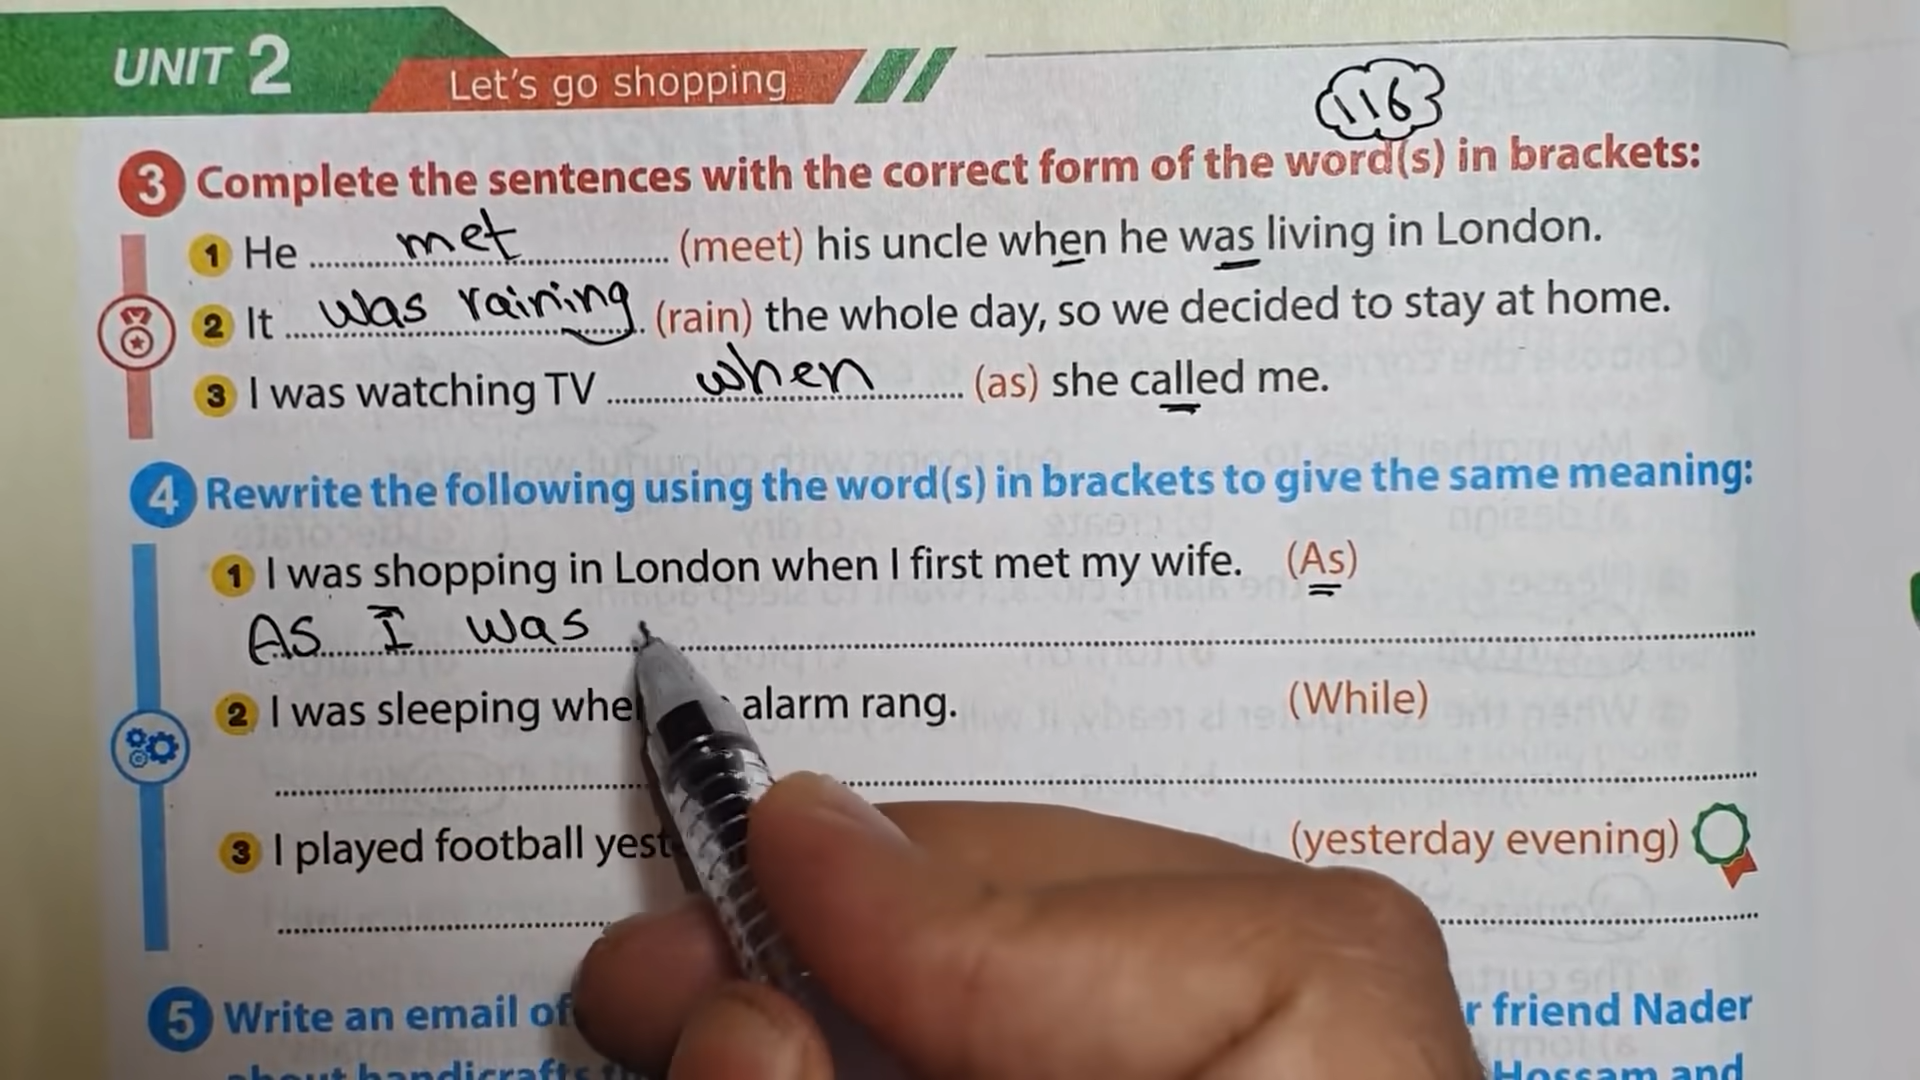 UNIT 2
Let's go shopping
116
3 Complete the sentences with the correct form of the word(s) in brackets:
1 He met (meet) his uncle when he was living in London.
2 It was raining (rain) the whole day, so we decided to stay at home.
3 I was watching TV when (as) she called me.
4 Rewrite the following using the word(s) in brackets to give the same meaning:
1 I was shopping in London when I first met my wife. (As)
As I was
2 I was sleeping alarm rang. (While)
3 I played football (yesterday evening)
5 Write an email of friend Nader
about handicrafts Hossam and